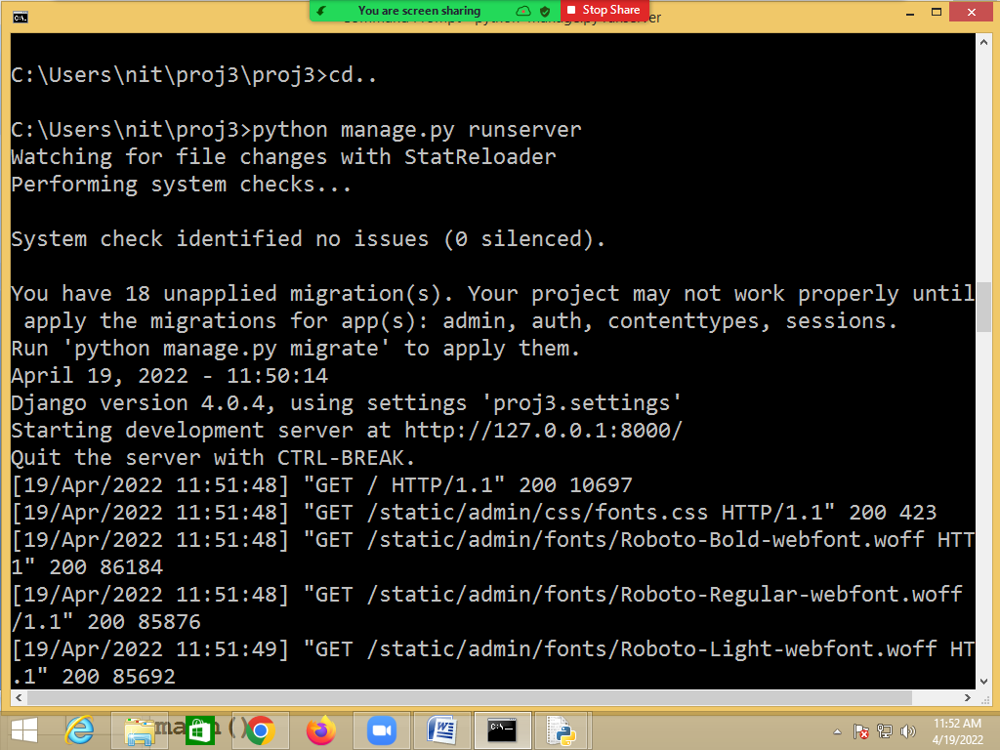 You are screen sharing
Stop Share
C:\Users\nit\proj3\proj3>cd..
C:\Users\nit\proj3>python manage.py runserver
Watching for file changes with StatReloader
Performing system checks...
System check identified no issues (0 silenced).
You have 18 unapplied migration(s). Your project may not work properly until
apply the migrations for app(s): admin, auth, contenttypes, sessions.
Run 'python manage.py migrate' to apply them.
April 19, 2022 - 11:50:14
Django version 4.0.4, using settings 'proj3.settings'
Starting development server at http://127.0.0.1:8000/
Quit the server with CTRL-BREAK.
[19/Apr/2022 11:51:48] "GET / HTTP/1.1" 200 10697
[19/Apr/2022 11:51:48] "GET /static/admin/css/fonts.css HTTP/1.1" 200 423
[19/Apr/2022 11:51:48] "GET /static/admin/fonts/Roboto-Bold-webfont.woff HTT
1" 200 86184
[19/Apr/2022 11:51:48] "GET /static/admin/fonts/Roboto-Regular-webfont.woff
/1.1" 200 85876
[19/Apr/2022 11:51:49] "GET /static/admin/fonts/Roboto-Light-webfont.woff HT
.1" 200 85692
11:52 AM
4/19/2022